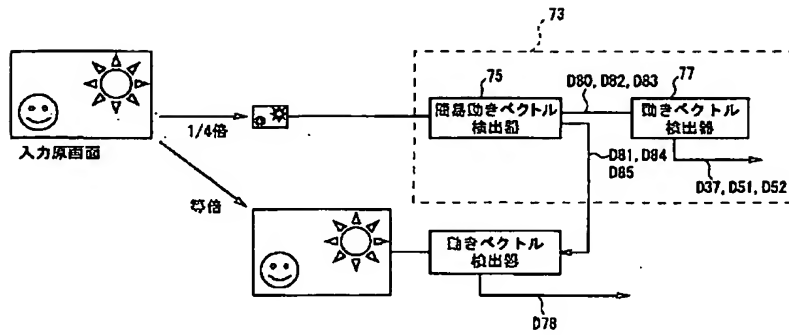 73
75
77
簡易動きベクトル
検出器
D80, D82, D83
動きベクトル
検出器
入力原画面
1/4倍
D81, D84
D85
D37, D51, D52
等倍
動きベクトル
検出器
D78